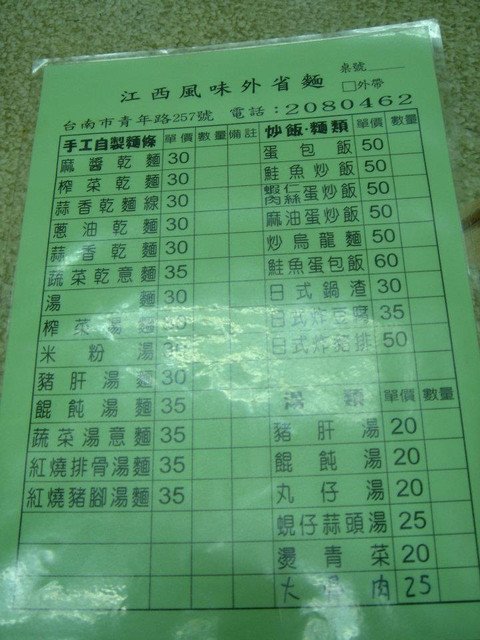 江西風味外省麵
桌號
□外帶
台南市青年路257號 電話:2080462
手工自製麵條 單價 數量 備註
麻醬乾麵 30
榨菜乾麵 30
蒜香乾麵線 30
蔥油乾麵 30
蒜香乾麵 30
蔬菜乾意麵 35
湯麵 30
榨菜湯麵 35
米粉湯 35
豬肝湯麵 30
餛飩湯麵 35
蔬菜湯意麵 35
紅燒排骨湯麵 35
紅燒豬腳湯麵 35
炒飯·麵類 單價 數量
蛋包飯 50
鮭魚炒飯 50
蝦仁肉絲蛋炒飯 50
麻油蛋炒飯 50
炒烏龍麵 50
鮭魚蛋包飯 60
日式鍋渣 30
日式炸豆腐 35
日式炸豬排 50
湯類 單價 數量
豬肝湯 20
餛飩湯 20
丸仔湯 20
蜆仔蒜頭湯 25
燙青菜 20
大骨肉 25